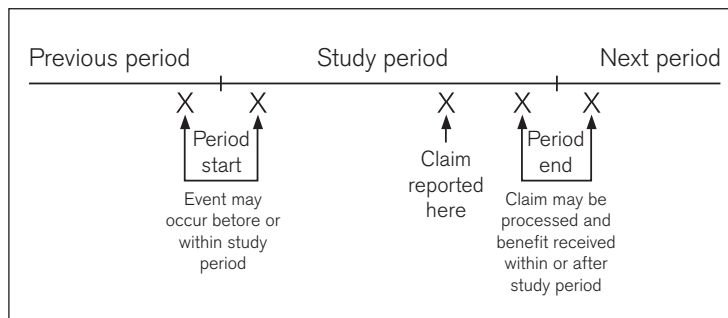 Previous period Study period Next period
X X X X X
Period start
Claim reported here
Period end
Event may
occur betore or
within study
period
Claim may be
processed and
benefit received
within or after
study period